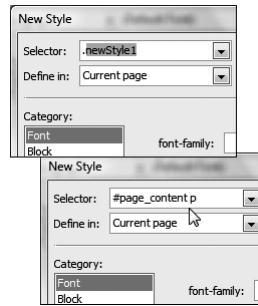 New Style
Selector: .newStyle1
Define in: Current page
Category:
Font
Block
font-family:
New Style
Selector: #page_content p
Define in: Current page
Category:
Font
Block
font-family: